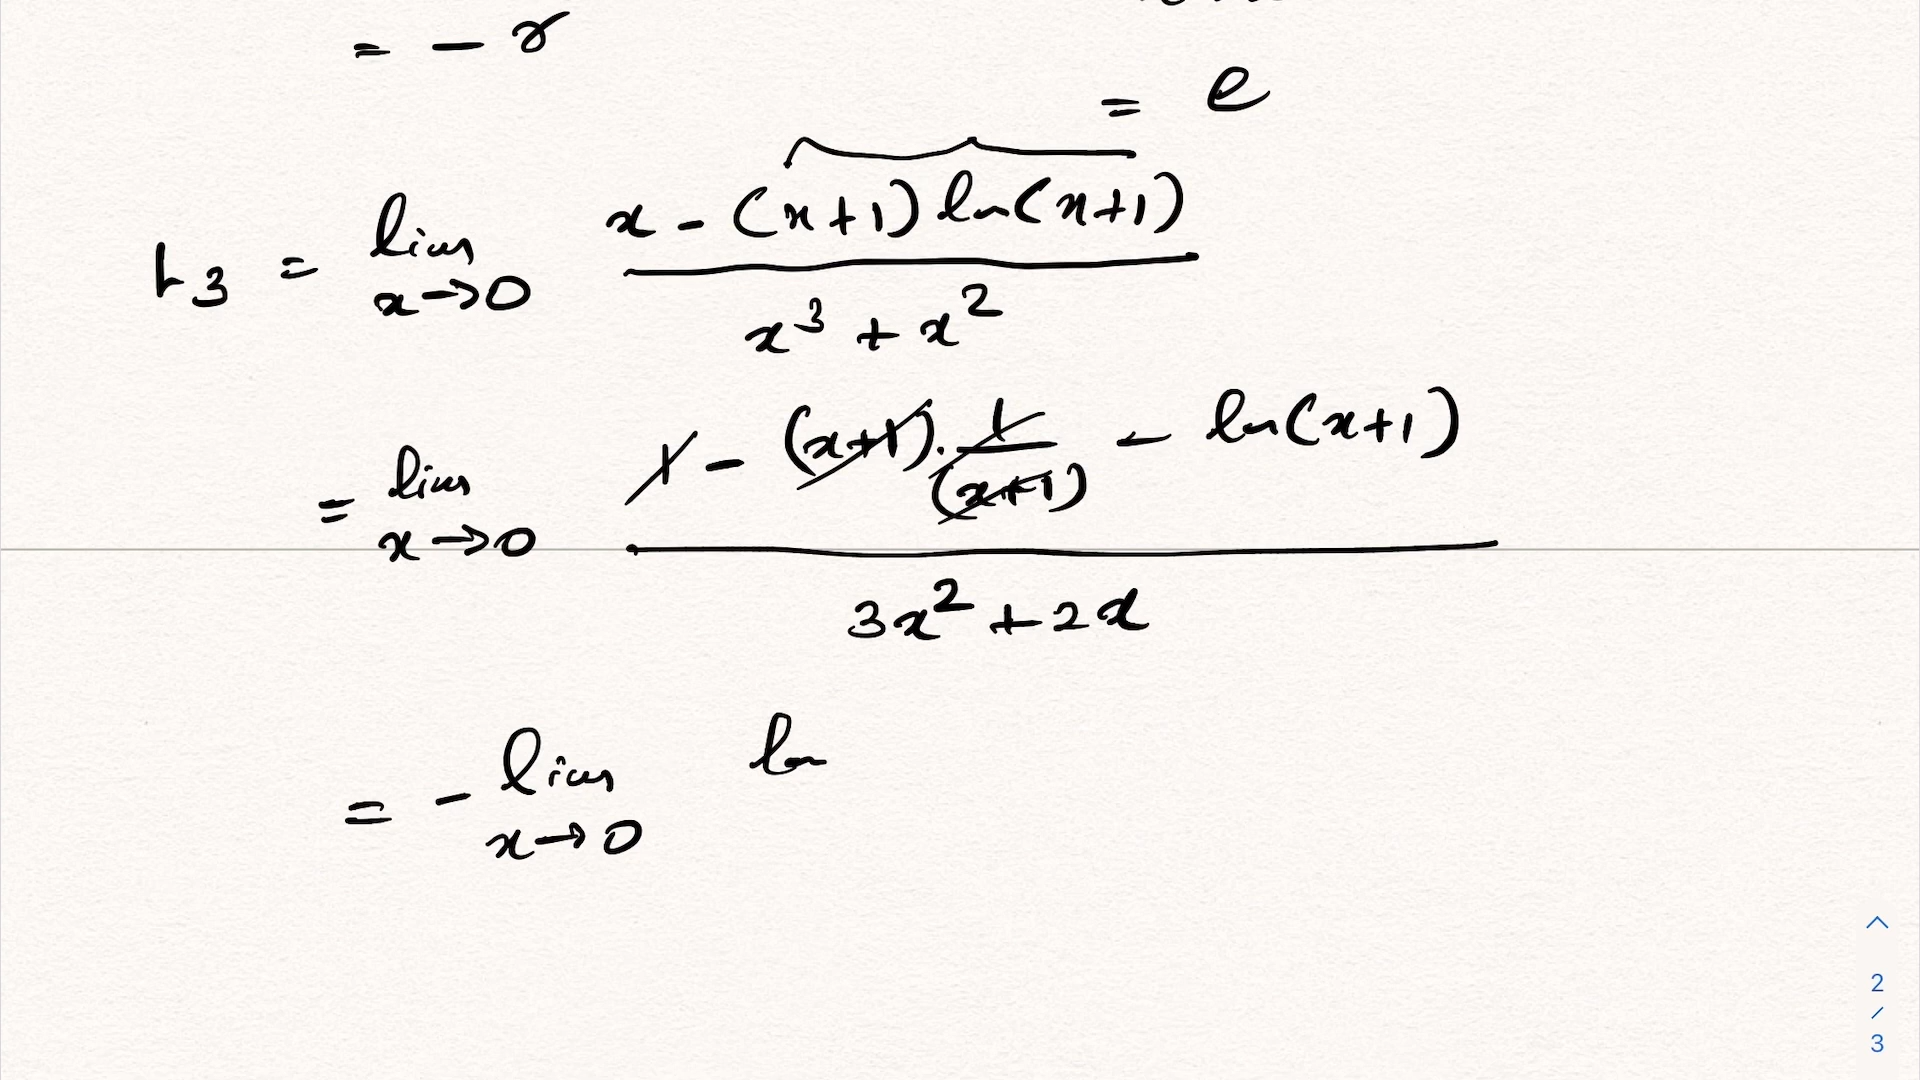 = - γ
= e
L3 = lim x→0 x - (x+1) ln(x+1) / x³ + x²
= lim x→0 1 - (x+1) · 1/(x+1) - ln(x+1) / 3x² + 2x
= - lim x→0 ln
2
/
3